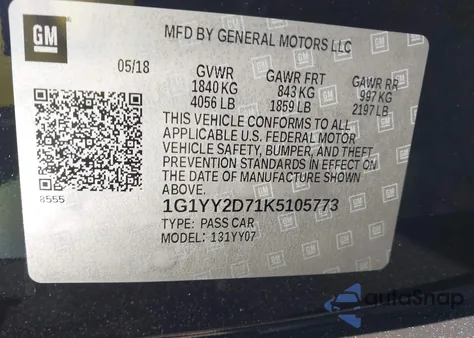 GM
MFD BY GENERAL MOTORS LLC
05/18 GVWR GAWR FRT GAWR RR
1840 KG 843 KG 997 KG
4056 LB 1859 LB 2197 LB
THIS VEHICLE CONFORMS TO ALL
APPLICABLE U.S. FEDERAL MOTOR
VEHICLE SAFETY, BUMPER, AND THEFT
PREVENTION STANDARDS IN EFFECT ON
THE DATE OF MANUFACTURE SHOWN
ABOVE.
8555
1G1YY2D71K5105773
TYPE: PASS CAR
MODEL: 131YY07
autoSnap